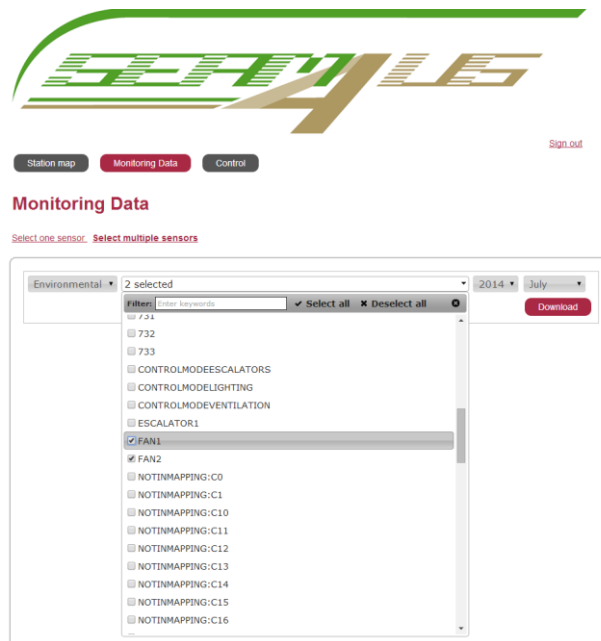 SEAM4US
Sign out
Station map Monitoring Data Control
Monitoring Data
Select one sensor Select multiple sensors
Environmental 2 selected 2014 July
Filter: Enter keywords Select all Deselect all
Download
731
732
733
CONTROLMODEESCALATORS
CONTROLMODELIGHTING
CONTROLMODEVENTILATION
ESCALATOR1
FAN1
FAN2
NOTINMAPPING:C0
NOTINMAPPING:C1
NOTINMAPPING:C10
NOTINMAPPING:C11
NOTINMAPPING:C12
NOTINMAPPING:C13
NOTINMAPPING:C14
NOTINMAPPING:C15
NOTINMAPPING:C16